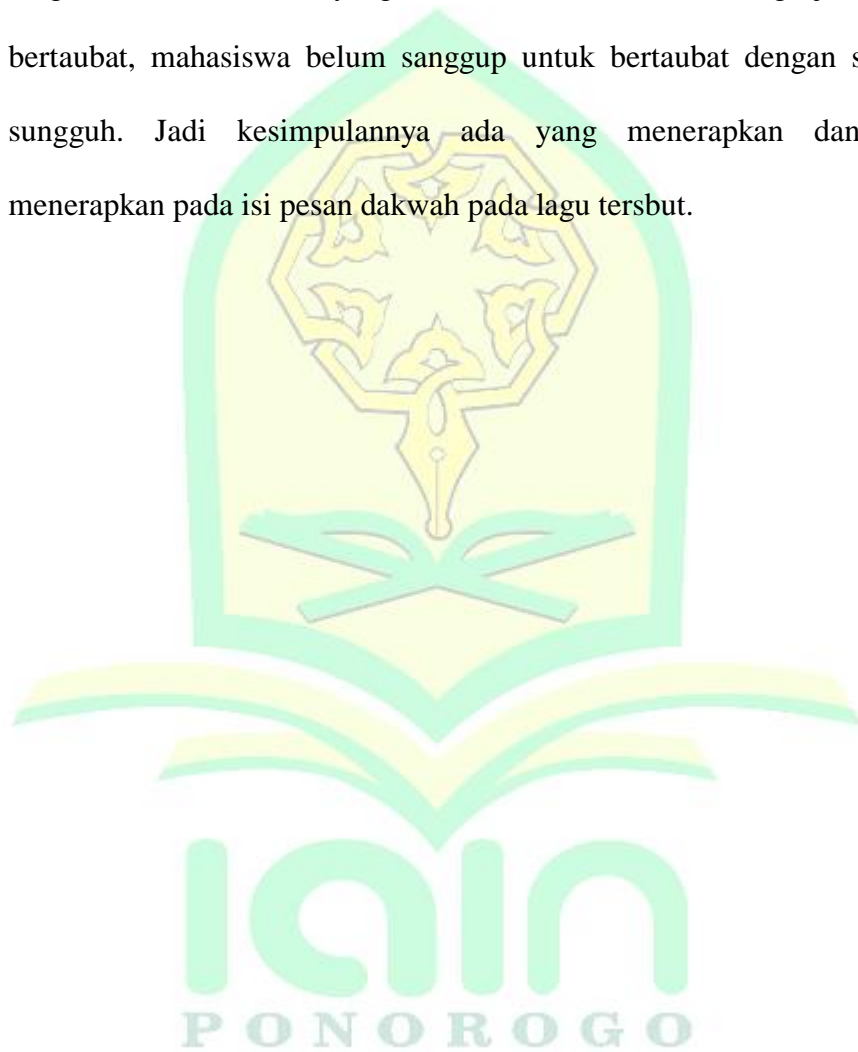 bertaubat, mahasiswa belum sanggup untuk bertaubat dengan
sungguh. Jadi kesimpulannya ada yang menerapkan dan
menerapkan pada isi pesan dakwah pada lagu tersbut.
iain
PONOROGO